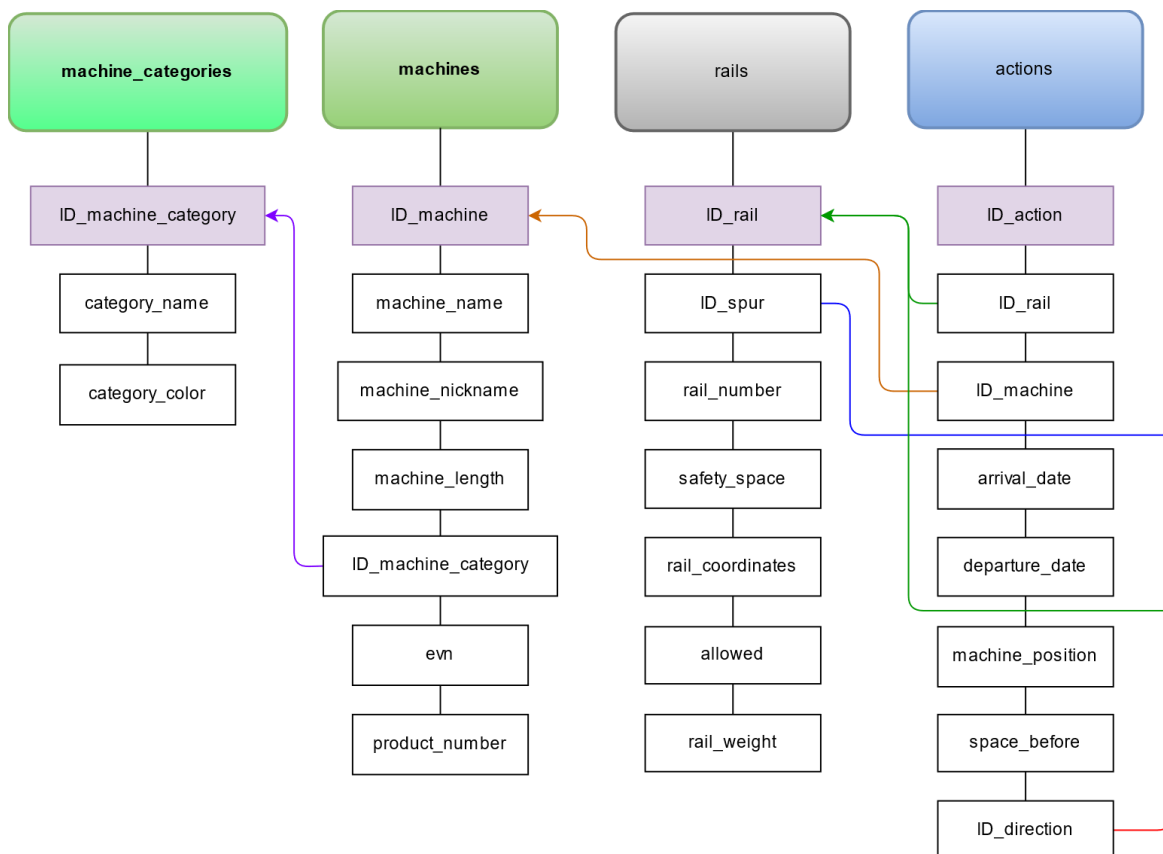 machine_categories
ID_machine_category
category_name
category_color
machines
ID_machine
machine_name
machine_nickname
machine_length
ID_machine_category
evn
product_number
rails
ID_rail
ID_spur
rail_number
safety_space
rail_coordinates
allowed
rail_weight
actions
ID_action
ID_rail
ID_machine
arrival_date
departure_date
machine_position
space_before
ID_direction